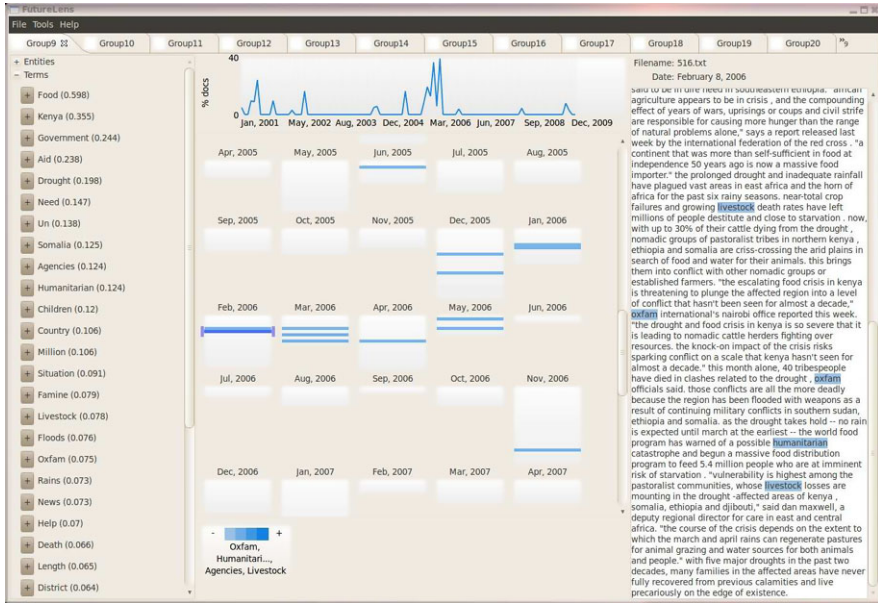 FutureLens
File Tools Help
Group9 Group10 Group11 Group12 Group13 Group14 Group15 Group16 Group17 Group18 Group19 Group20 »9
+ Entities
− Terms
+ Food (0.598)
+ Kenya (0.355)
+ Government (0.244)
+ Aid (0.238)
+ Drought (0.198)
+ Need (0.147)
+ Un (0.138)
+ Somalia (0.125)
+ Agencies (0.124)
+ Humanitarian (0.124)
+ Children (0.12)
+ Country (0.106)
+ Million (0.106)
+ Situation (0.091)
+ Famine (0.079)
+ Livestock (0.078)
+ Floods (0.076)
+ Oxfam (0.075)
+ Rains (0.073)
+ News (0.073)
+ Help (0.07)
+ Death (0.066)
+ Length (0.065)
+ District (0.064)
40
% docs
0
Jan, 2001 May, 2002 Aug, 2003 Dec, 2004 Mar, 2006 Jun, 2007 Sep, 2008 Dec, 2009
Apr, 2005 May, 2005 Jun, 2005 Jul, 2005 Aug, 2005
Sep, 2005 Oct, 2005 Nov, 2005 Dec, 2005 Jan, 2006
Feb, 2006 Mar, 2006 Apr, 2006 May, 2006 Jun, 2006
Jul, 2006 Aug, 2006 Sep, 2006 Oct, 2006 Nov, 2006
Dec, 2006 Jan, 2007 Feb, 2007 Mar, 2007 Apr, 2007
- +
Oxfam,
Humanitari...,
Agencies, Livestock
Filename: 516.txt
Date: February 8, 2006
said to be in dire need in southeastern ethiopia. "african
agriculture appears to be in crisis , and the compounding
effect of years of wars, uprisings or coups and civil strife
are responsible for causing more hunger than the range
of natural problems alone," says a report released last
week by the international federation of the red cross . "a
continent that was more than self-sufficient in food at
independence 50 years ago is now a massive food
importer." the prolonged drought and inadequate rainfall
have plagued vast areas in east africa and the horn of
africa for the past six rainy seasons. near-total crop
failures and growing livestock death rates have left
millions of people destitute and close to starvation . now,
with up to 30% of their cattle dying from the drought ,
nomadic groups of pastoralist tribes in northern kenya ,
ethiopia and somalia are criss-crossing the arid plains in
search of food and water for their animals. this brings
them into conflict with other nomadic groups or
established farmers. "the escalating food crisis in kenya
is threatening to plunge the affected region into a level
of conflict that hasn't been seen for almost a decade,"
oxfam international's nairobi office reported this week.
"the drought and food crisis in kenya is so severe that it
is leading to nomadic cattle herders fighting over
resources. the knock-on impact of the crisis risks
sparking conflict on a scale that kenya hasn't seen for
almost a decade." this month alone, 40 tribespeople
have died in clashes related to the drought , oxfam
officials said. those conflicts are all the more deadly
because the region has been flooded with weapons as a
result of continuing military conflicts in southern sudan,
ethiopia and somalia. as the drought takes hold -- no rain
is expected until march at the earliest -- the world food
program has warned of a possible humanitarian
catastrophe and begun a massive food distribution
program to feed 5.4 million people who are at imminent
risk of starvation . "vulnerability is highest among the
pastoralist communities, whose livestock losses are
mounting in the drought -affected areas of kenya ,
somalia, ethiopia and djibouti," said dan maxwell, a
deputy regional director for care in east and central
africa. "the course of the crisis depends on the extent to
which the march and april rains can regenerate pastures
for animal grazing and water sources for both animals
and people." with five major droughts in the past two
decades, many families in the affected areas have never
fully recovered from previous calamities and live
precariously on the edge of existence.